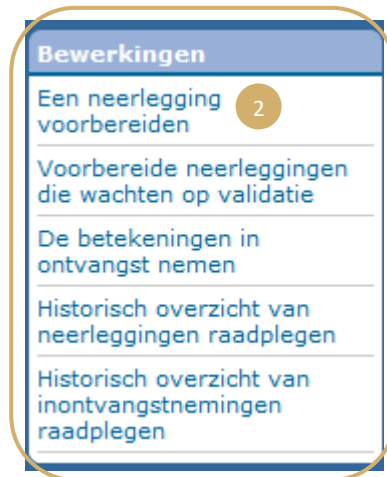 Bewerkingen
Een neerlegging
voorbereiden
2
Voorbereide neerleggingen
die wachten op validatie
De betekeningen in
ontvangst nemen
Historisch overzicht van
neerleggingen raadplegen
Historisch overzicht van
inontvangstnemingen
raadplegen